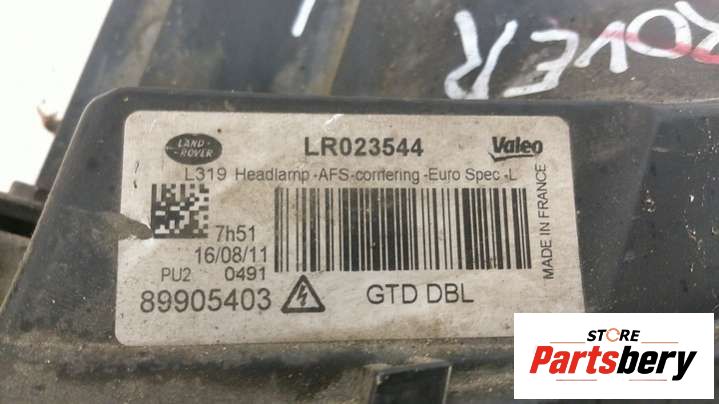 ROVER
LAND-
-ROVER
LR023544
Valeo
L319 Headlamp -AFS-cornering -Euro Spec -L
7h51
16/08/11
PU2 0491
89905403
GTD DBL
MADE IN FRANCE
STORE
Partsbery